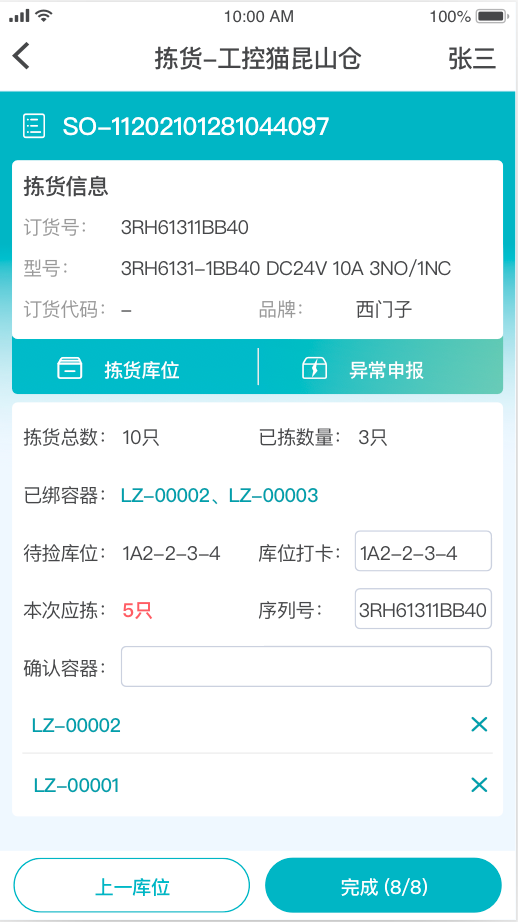 10:00 AM 100%
拣货-工控猫昆山仓 张三
SO-11202101281044097
拣货信息
订货号: 3RH61311BB40
型号: 3RH6131-1BB40 DC24V 10A 3NO/1NC
订货代码: - 品牌: 西门子
拣货库位 异常申报
拣货总数: 10只 已拣数量: 3只
已绑容器: LZ-00002、LZ-00003
待捡库位: 1A2-2-3-4 库位打卡: 1A2-2-3-4
本次应拣: 5只 序列号: 3RH61311BB40
确认容器:
LZ-00002
LZ-00001
上一库位 完成 (8/8)